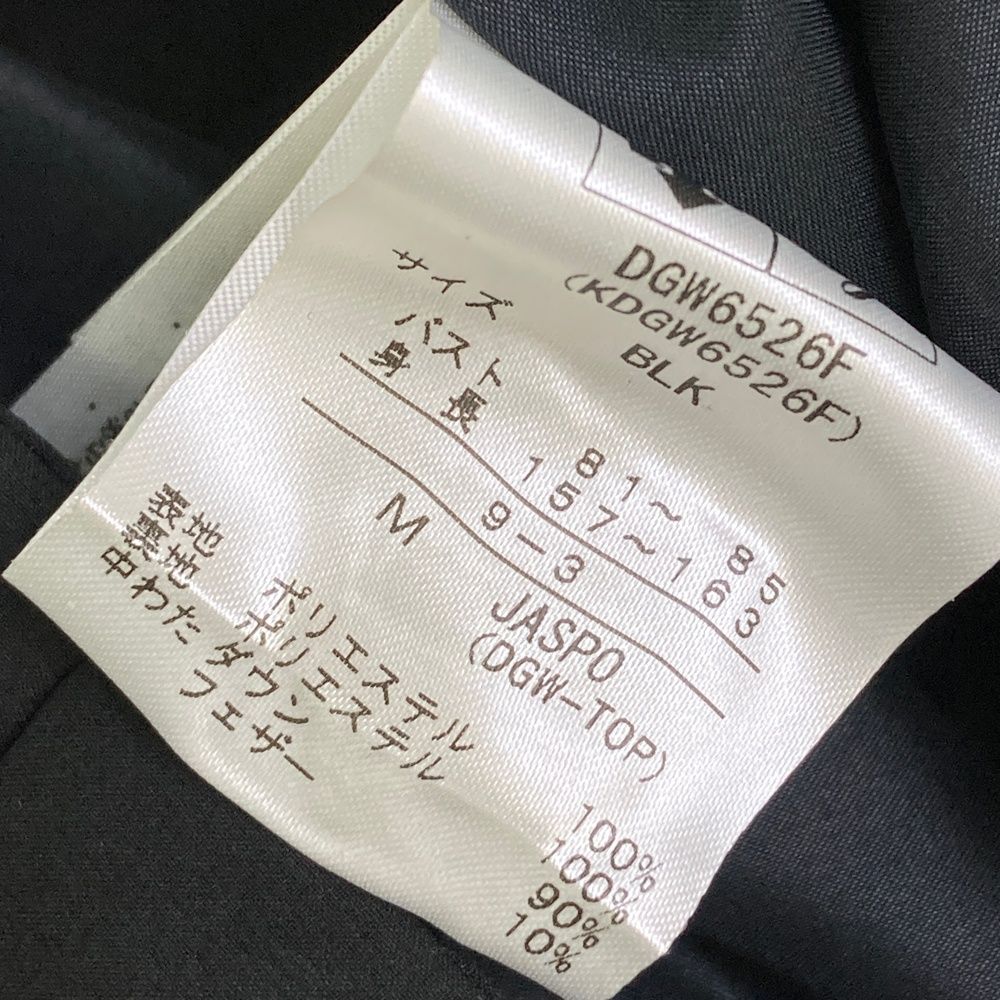 DGW6526F
(KDGW6526F)
BLK
サイズ
バスト 81～85
身長 157～163
M 9-3
JASPO
(DGW-TOP)
表地 ポリエステル 100%
裏地 ポリエステル 100%
中わた ダウン 90%
フェザー 10%